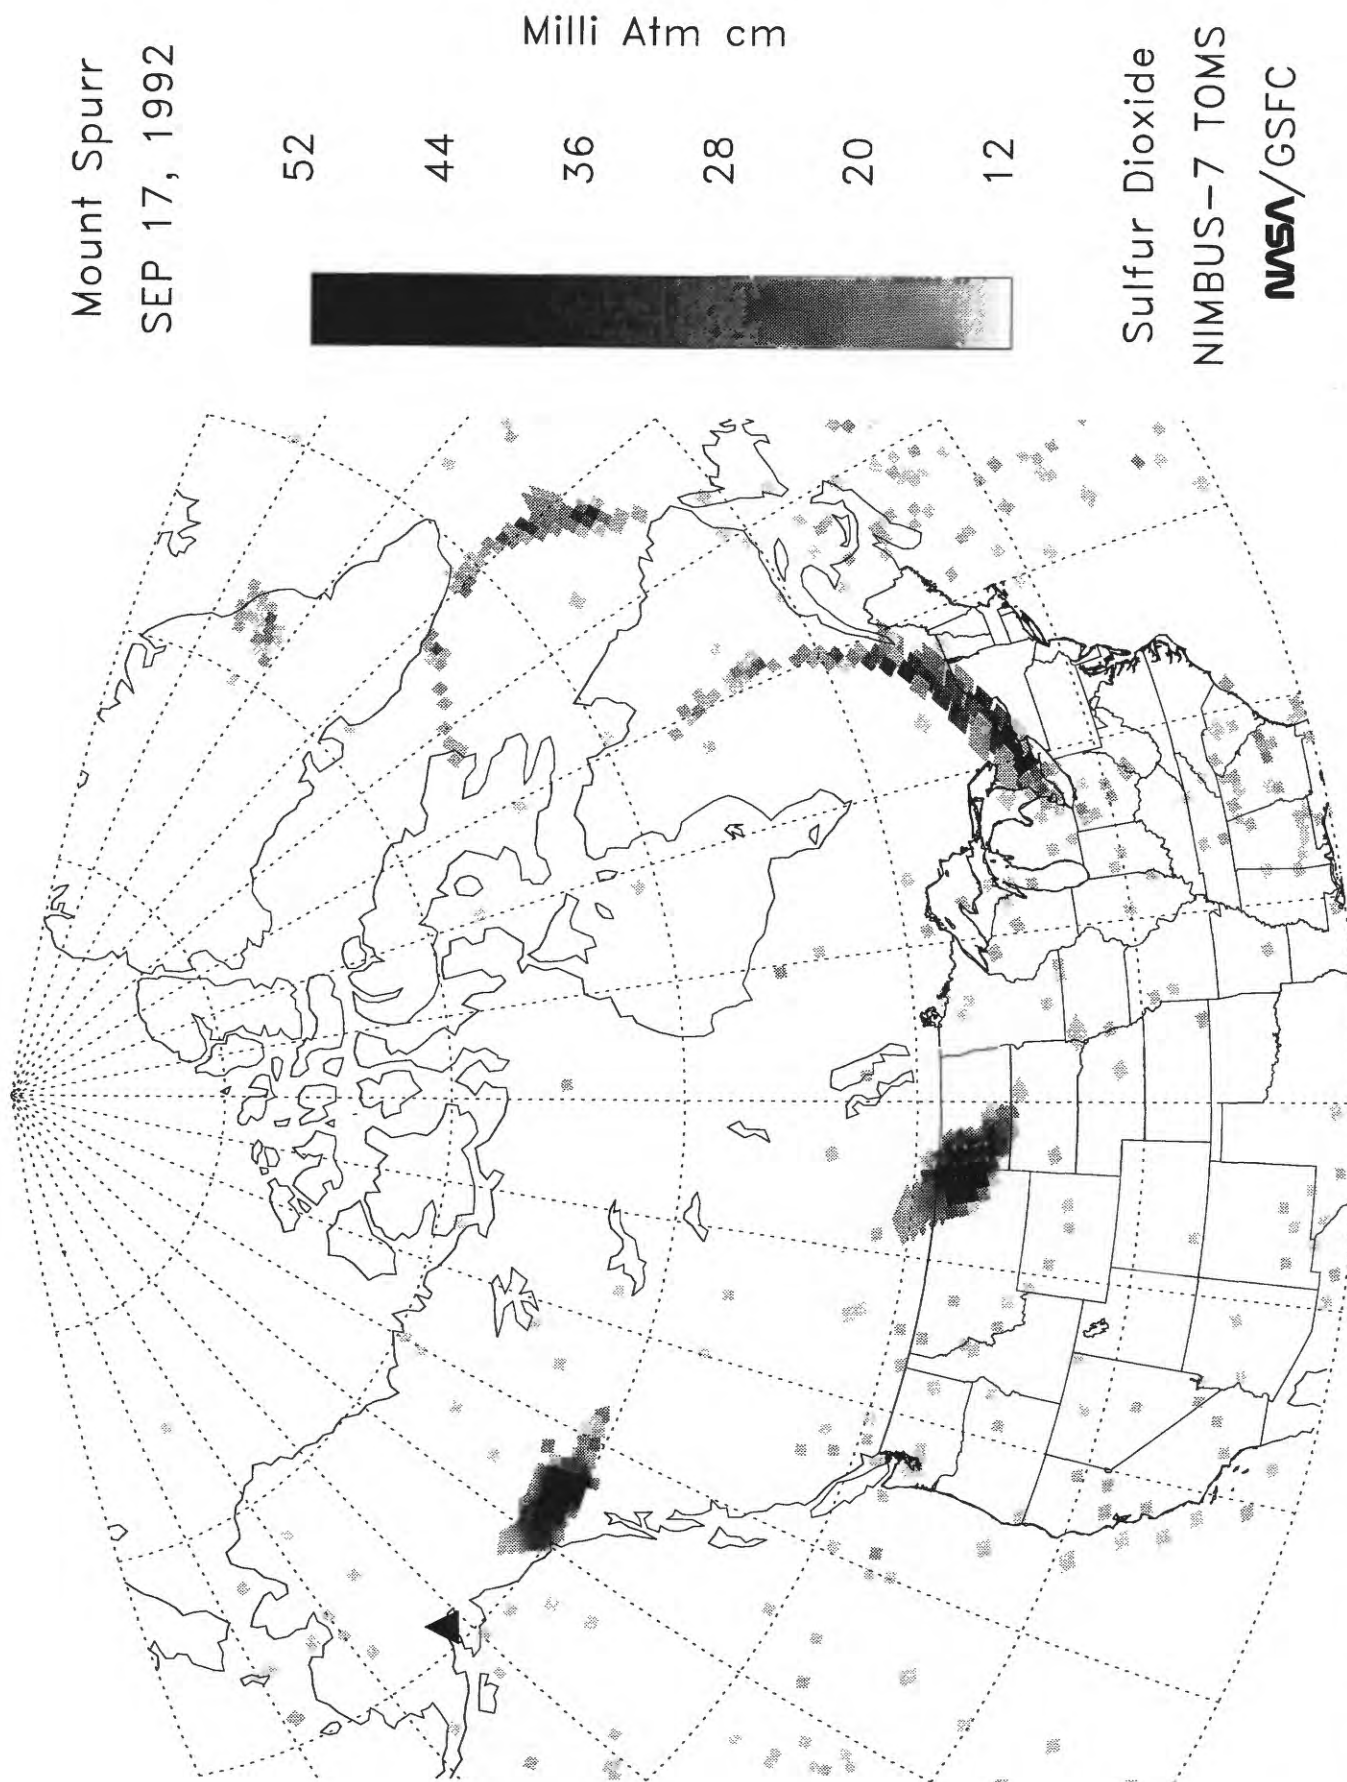 Mount Spurr
SEP 17, 1992
Milli Atm cm
52
44
36
28
20
12
Sulfur Dioxide
NIMBUS-7 TOMS
NASA/GSFC